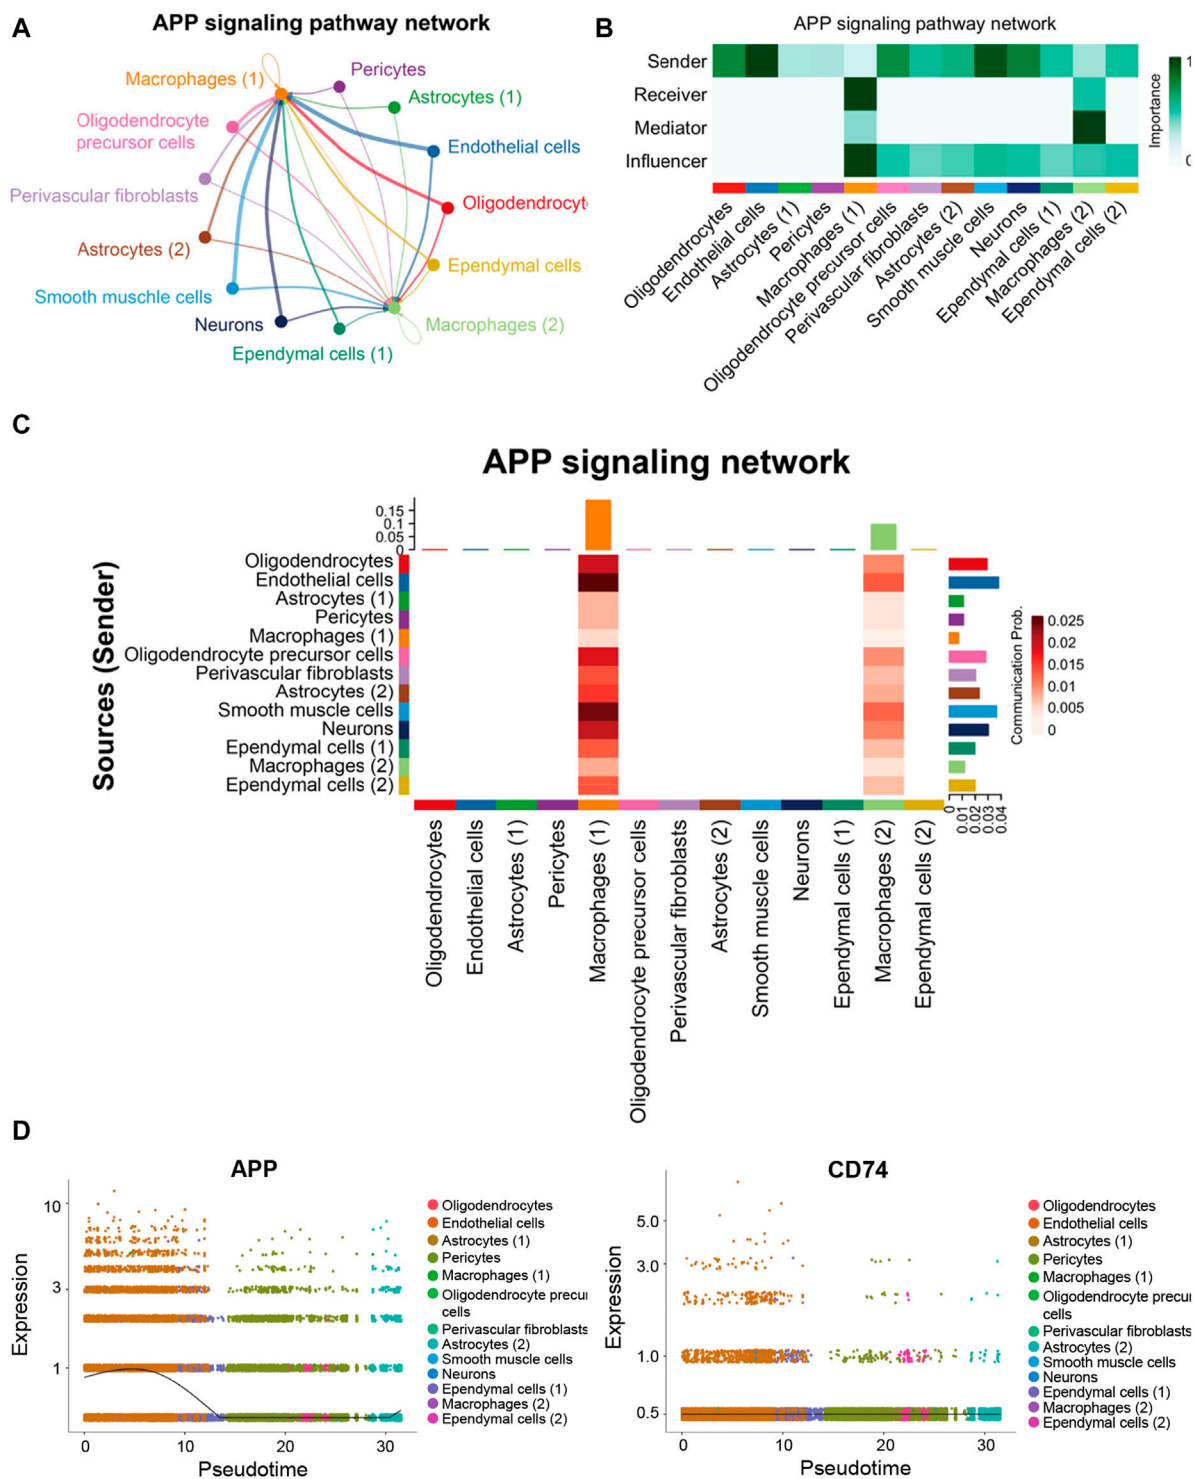 A
APP signaling pathway network
Macrophages (1)
Pericytes
Astrocytes (1)
Oligodendrocyte
precursor cells
Endothelial cells
Perivascular fibroblasts
Oligodendrocyt
Astrocytes (2)
Ependymal cells
Smooth muschle cells
Neurons
Macrophages (2)
Ependymal cells (1)
B
APP signaling pathway network
Sender
Receiver
Mediator
Influencer
Importance
1
0
Oligodendrocytes
Endothelial cells
Astrocytes (1)
Pericytes
Macrophages (1)
Oligodendrocyte precursor cells
Perivascular fibroblasts
Astrocytes (2)
Smooth muscle cells
Neurons
Ependymal cells (1)
Macrophages (2)
Ependymal cells (2)
C
APP signaling network
0.15
0.1
0.05
0
Sources (Sender)
Oligodendrocytes
Endothelial cells
Astrocytes (1)
Pericytes
Macrophages (1)
Oligodendrocyte precursor cells
Perivascular fibroblasts
Astrocytes (2)
Smooth muscle cells
Neurons
Ependymal cells (1)
Macrophages (2)
Ependymal cells (2)
0
0.01
0.02
0.03
0.04
Communication Prob.
0.025
0.02
0.015
0.01
0.005
0
Oligodendrocytes
Endothelial cells
Astrocytes (1)
Pericytes
Macrophages (1)
Oligodendrocyte precursor cells
Perivascular fibroblasts
Astrocytes (2)
Smooth muscle cells
Neurons
Ependymal cells (1)
Macrophages (2)
Ependymal cells (2)
D
APP
Expression
10
3
1
0 10 20 30
Pseudotime
Oligodendrocytes
Endothelial cells
Astrocytes (1)
Pericytes
Macrophages (1)
Oligodendrocyte precu
cells
Perivascular fibroblasts
Astrocytes (2)
Smooth muscle cells
Neurons
Ependymal cells (1)
Macrophages (2)
Ependymal cells (2)
CD74
Expression
5.0
3.0
1.0
0.5
0 10 20 30
Pseudotime
Oligodendrocytes
Endothelial cells
Astrocytes (1)
Pericytes
Macrophages (1)
Oligodendrocyte precu
cells
Perivascular fibroblasts
Astrocytes (2)
Smooth muscle cells
Neurons
Ependymal cells (1)
Macrophages (2)
Ependymal cells (2)